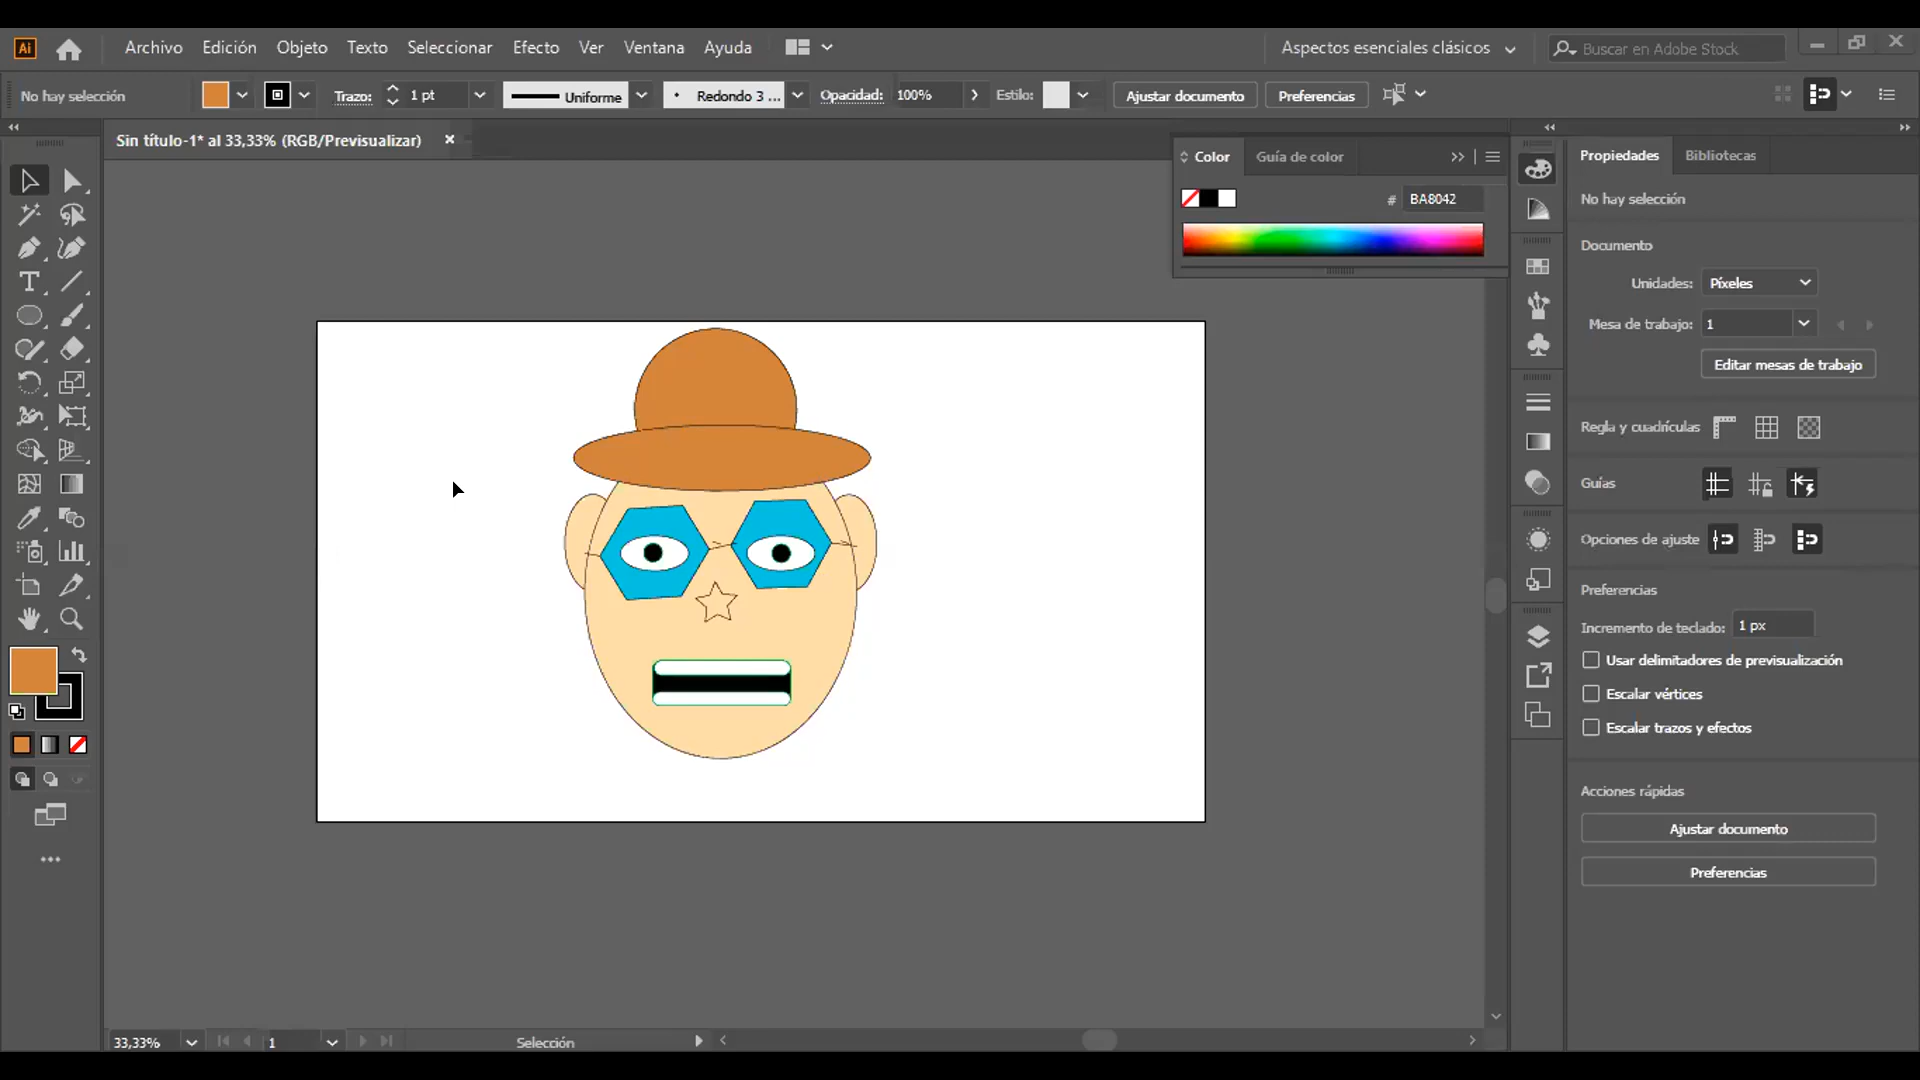 Ai Archivo Edición Objeto Texto Seleccionar Efecto Ver Ventana Ayuda Aspectos esenciales clásicos Buscar en Adobe Stock
No hay selección Trazo: 1 pt Uniforme Redondo 3 ... Opacidad: 100% Estilo: Ajustar documento Preferencias
Sin título-1* al 33,33% (RGB/Previsualizar)
Color Guía de color
# BA8042
Propiedades Bibliotecas
No hay selección
Documento
Unidades: Píxeles
Mesa de trabajo: 1
Editar mesas de trabajo
Regla y cuadrículas
Guías
Opciones de ajuste
Preferencias
Incremento de teclado: 1 px
Usar delimitadores de previsualización
Escalar vértices
Escalar trazos y efectos
Acciones rápidas
Ajustar documento
Preferencias
33,33% 1 Selección